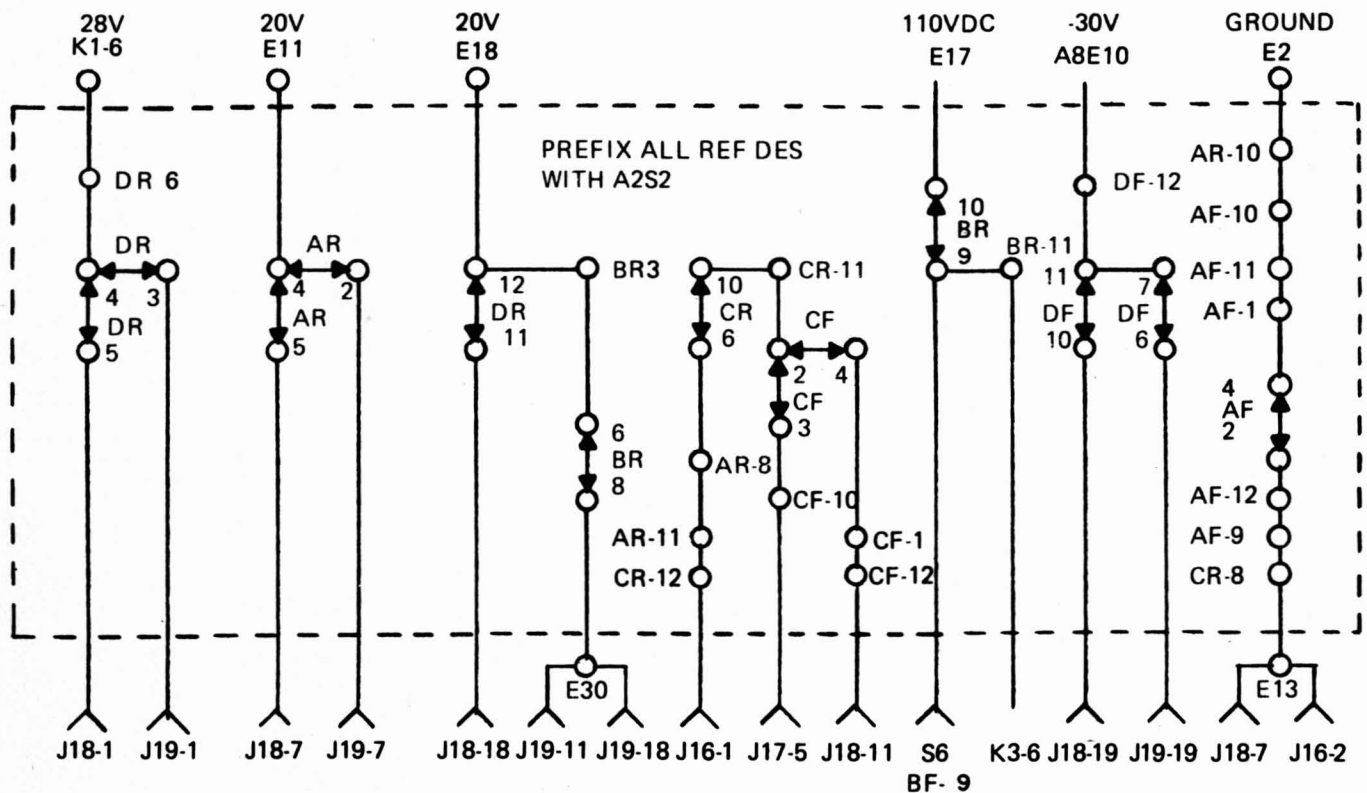 28V
K1-6
20V
E11
20V
E18
110VDC
E17
-30V
A8E10
GROUND
E2
PREFIX ALL REF DES
WITH A2S2
DR 6
DR
4
3
DR
5
AR
4
2
AR
5
12
DR
11
BR3
6
BR
8
10
CR
6
CR-11
CF
2
4
CF
3
AR-8
CF-10
AR-11
CR-12
CF-1
CF-12
10
BR
9
BR-11
DF-12
11
7
DF
10
DF
6
AR-10
AF-10
AF-11
AF-1
4
AF
2
AF-12
AF-9
CR-8
E30
E13
J18-1
J19-1
J18-7
J19-7
J18-18
J19-11
J19-18
J16-1
J17-5
J18-11
S6
BF- 9
K3-6
J18-19
J19-19
J18-7
J16-2